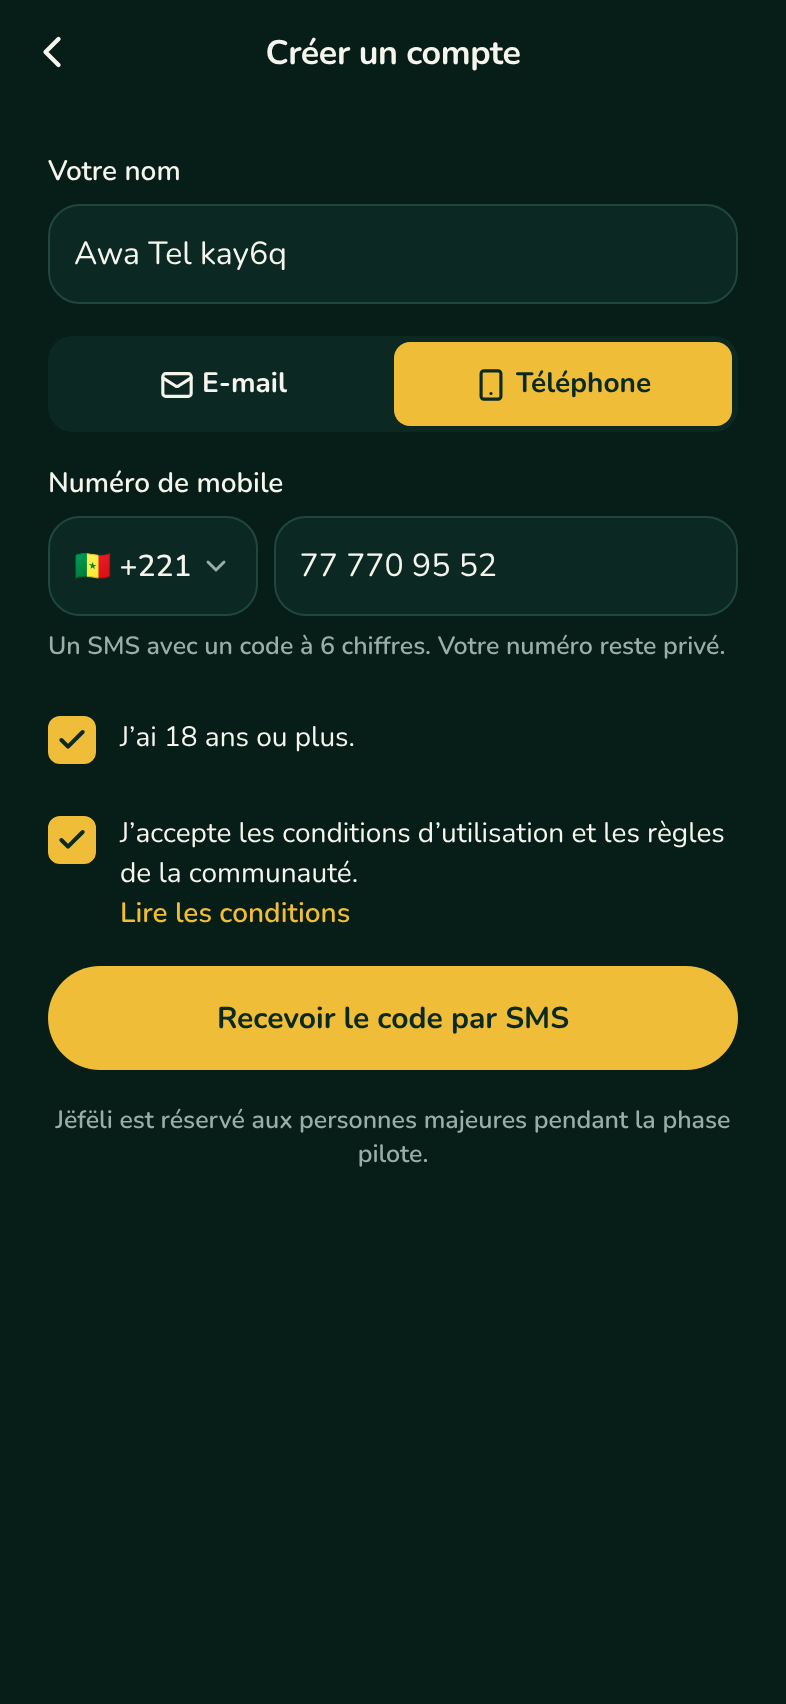 Créer un compte
Votre nom
Awa Tel kay6q
E-mail
Téléphone
Numéro de mobile
🇸🇳 +221
77 770 95 52
Un SMS avec un code à 6 chiffres. Votre numéro reste privé.
J’ai 18 ans ou plus.
J’accepte les conditions d’utilisation et les règles
de la communauté.
Lire les conditions
Recevoir le code par SMS
Jëfëli est réservé aux personnes majeures pendant la phase
pilote.